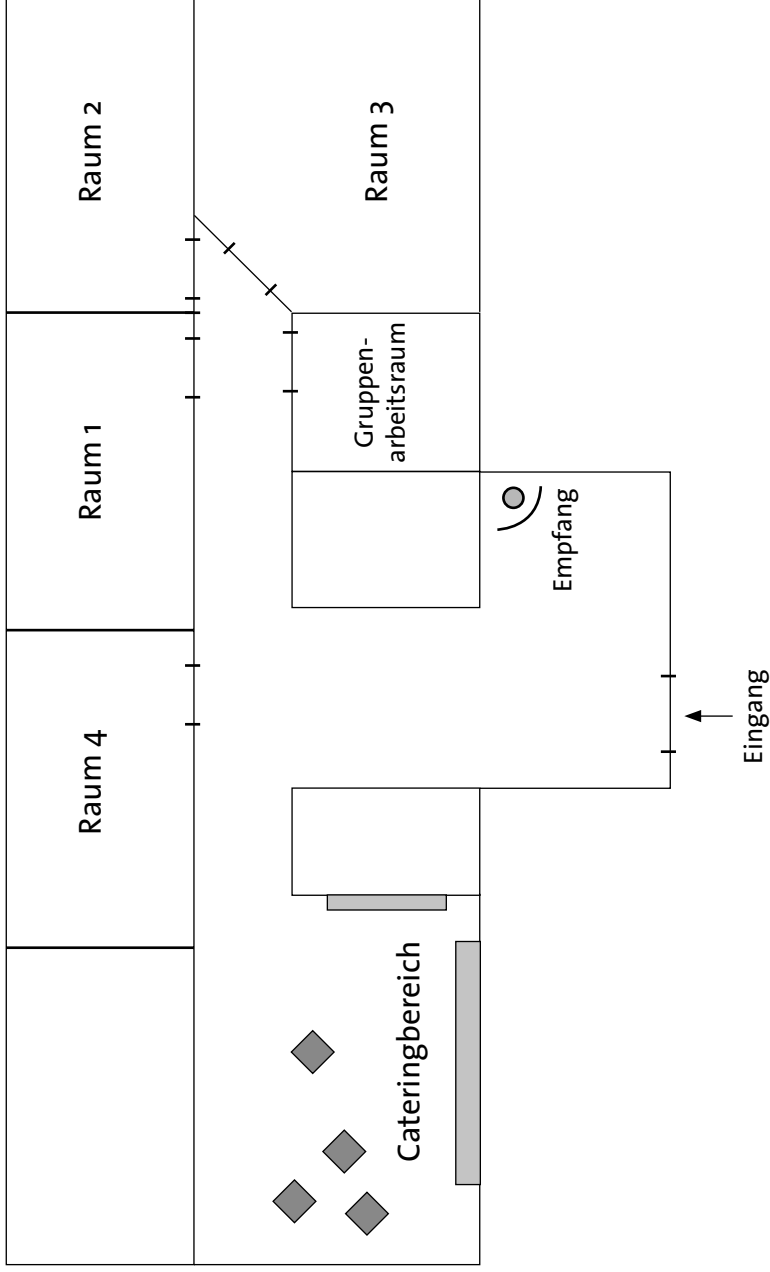 Raum 4
Raum 1
Raum 2
Cateringbereich
Gruppen-
arbeitsraum
Raum 3
Empfang
Eingang